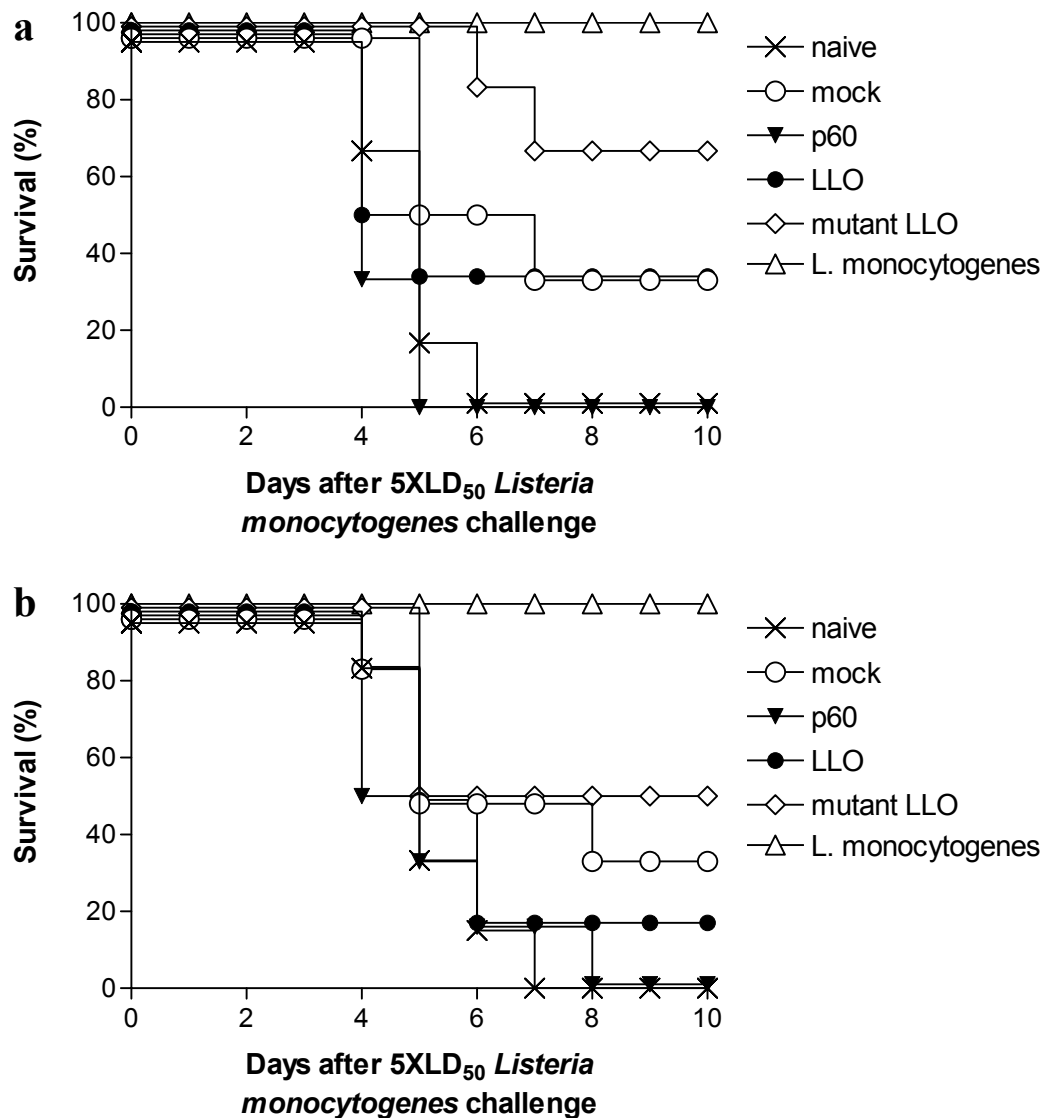 a
Survival (%)
100
80
60
40
20
0
0 2 4 6 8 10
Days after 5XLD50 Listeria
monocytogenes challenge
naive
mock
p60
LLO
mutant LLO
L. monocytogenes
b
Survival (%)
100
80
60
40
20
0
0 2 4 6 8 10
Days after 5XLD50 Listeria
monocytogenes challenge
naive
mock
p60
LLO
mutant LLO
L. monocytogenes